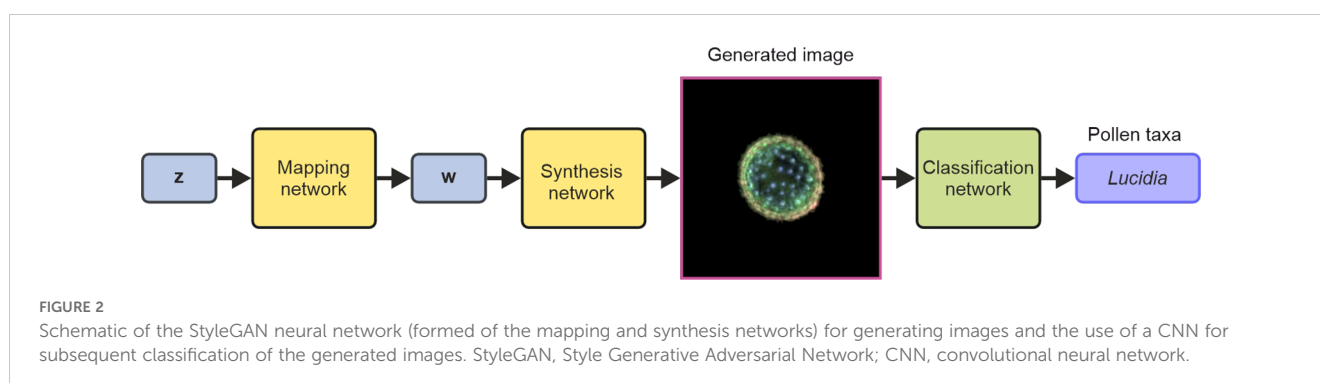 Generated image
z
Mapping
network
w
Synthesis
network
Classification
network
Pollen taxa
Lucidia
FIGURE 2
Schematic of the StyleGAN neural network (formed of the mapping and synthesis networks) for generating images and the use of a CNN for
subsequent classification of the generated images. StyleGAN, Style Generative Adversarial Network; CNN, convolutional neural network.